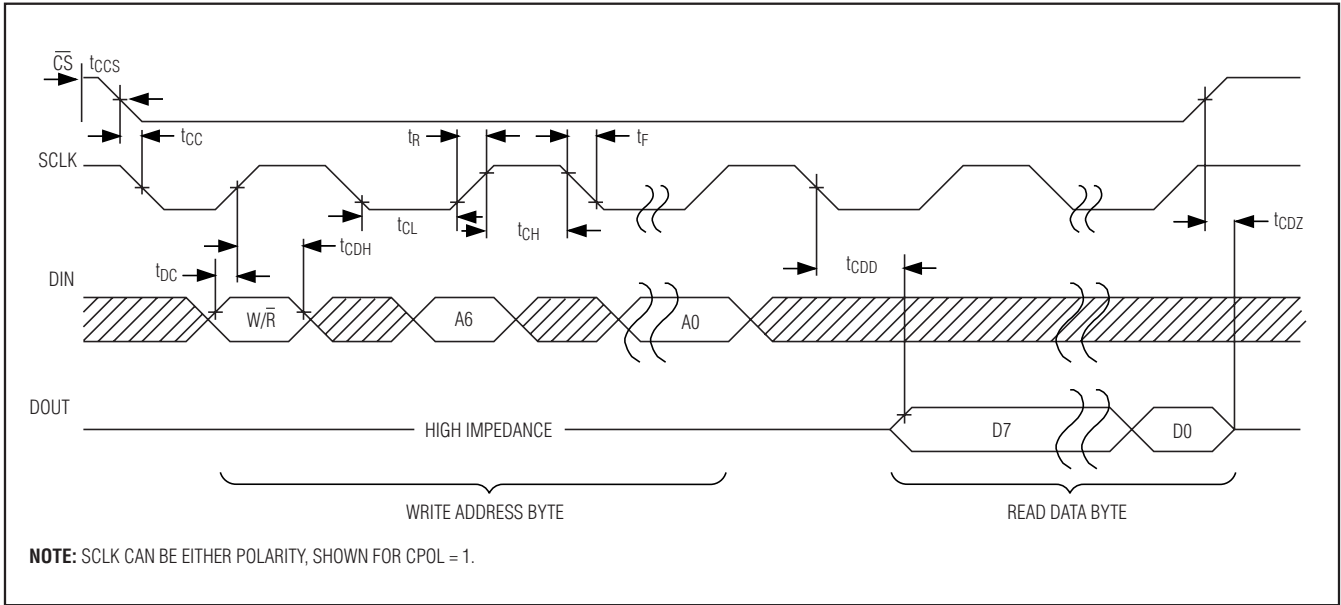 C̅S̅ tCCS
tCC tR tF
SCLK
tCL tCH tCDZ
tCDH
tDC tCDD
DIN
W/R̅ A6 A0
DOUT
HIGH IMPEDANCE D7 D0
WRITE ADDRESS BYTE READ DATA BYTE
NOTE: SCLK CAN BE EITHER POLARITY, SHOWN FOR CPOL = 1.